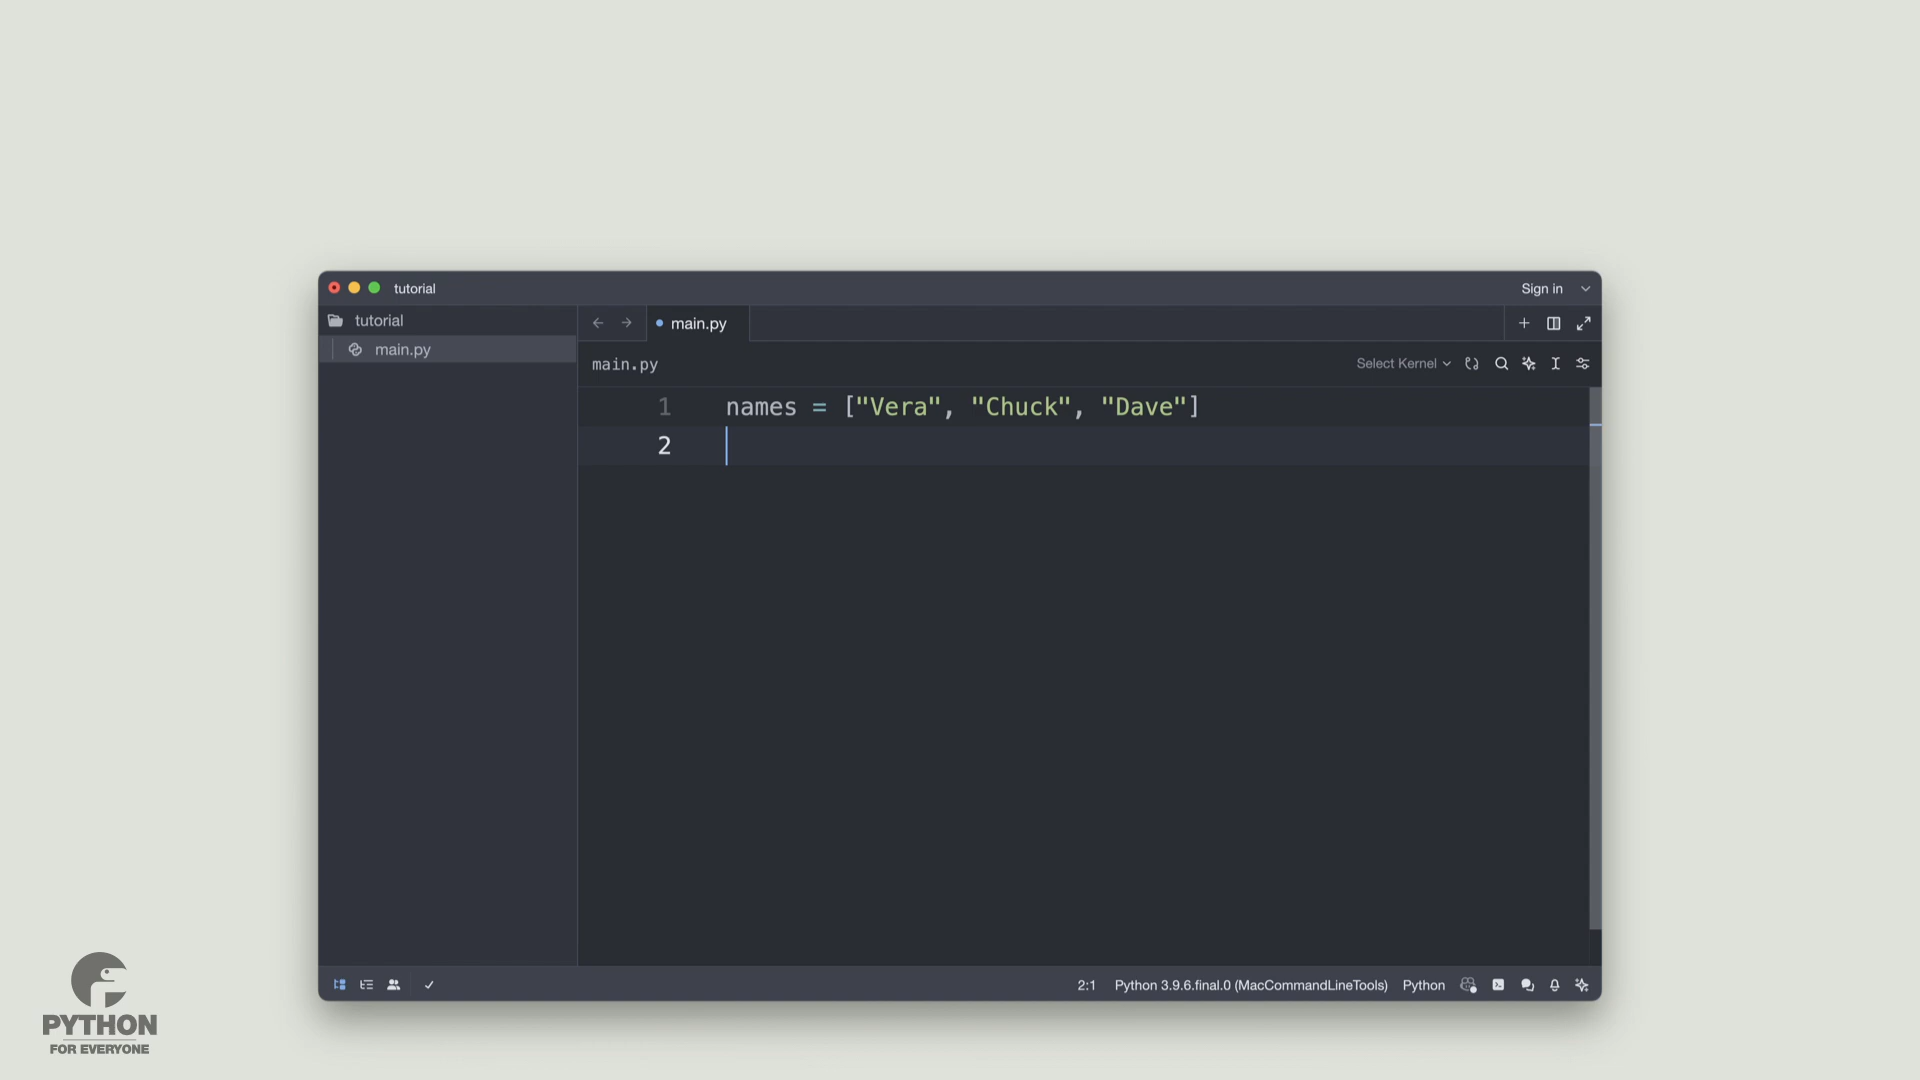 tutorial
Sign in
tutorial
main.py
main.py
main.py
Select Kernel
1 names = ["Vera", "Chuck", "Dave"]
2
2:1 Python 3.9.6.final.0 (MacCommandLineTools) Python
PYTHON
FOR EVERYONE